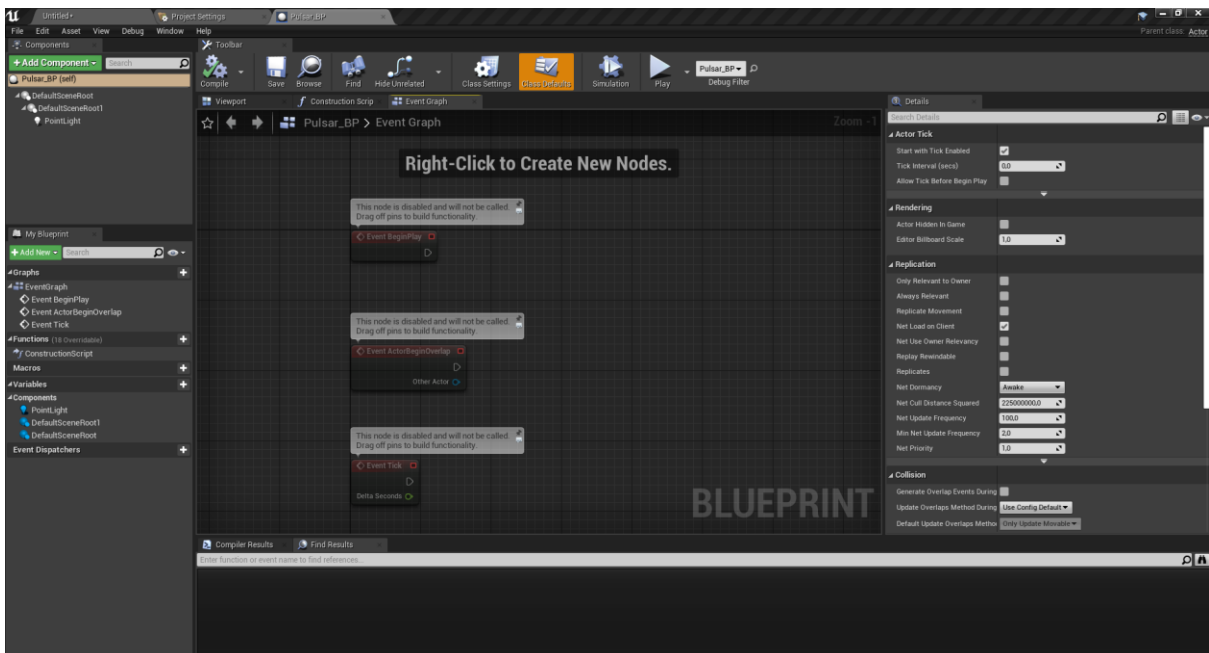 Untitled•
Project Settings
Pulsar_BP
File Edit Asset View Debug Window Help
Parent class: Actor
Components
+Add Component
Search
Pulsar_BP (self)
DefaultSceneRoot
DefaultSceneRoot1
PointLight
Toolbar
Compile Save Browse Find Hide Unrelated Class Settings Class Defaults Simulation Play
Pulsar_BP
Debug Filter
Viewport
Construction Scrip
Event Graph
Pulsar_BP > Event Graph
Zoom -1
Right-Click to Create New Nodes.
This node is disabled and will not be called.
Drag off pins to build functionality.
Event BeginPlay
This node is disabled and will not be called.
Drag off pins to build functionality.
Event ActorBeginOverlap
Other Actor
This node is disabled and will not be called.
Drag off pins to build functionality.
Event Tick
Delta Seconds
BLUEPRINT
My Blueprint
+Add New
Search
Graphs
EventGraph
Event BeginPlay
Event ActorBeginOverlap
Event Tick
Functions (18 Overridable)
ConstructionScript
Macros
Variables
Components
PointLight
DefaultSceneRoot1
DefaultSceneRoot
Event Dispatchers
Details
Search Details
Actor Tick
Start with Tick Enabled
Tick Interval (secs) 0,0
Allow Tick Before Begin Play
Rendering
Actor Hidden In Game
Editor Billboard Scale 1,0
Replication
Only Relevant to Owner
Always Relevant
Replicate Movement
Net Load on Client
Net Use Owner Relevancy
Replay Rewindable
Replicates
Net Dormancy Awake
Net Cull Distance Squared 225000000,0
Net Update Frequency 100,0
Min Net Update Frequency 2,0
Net Priority 1,0
Collision
Generate Overlap Events During
Update Overlaps Method During Use Config Default
Default Update Overlaps Metho Only Update Movable
Compiler Results
Find Results
Enter function or event name to find references...